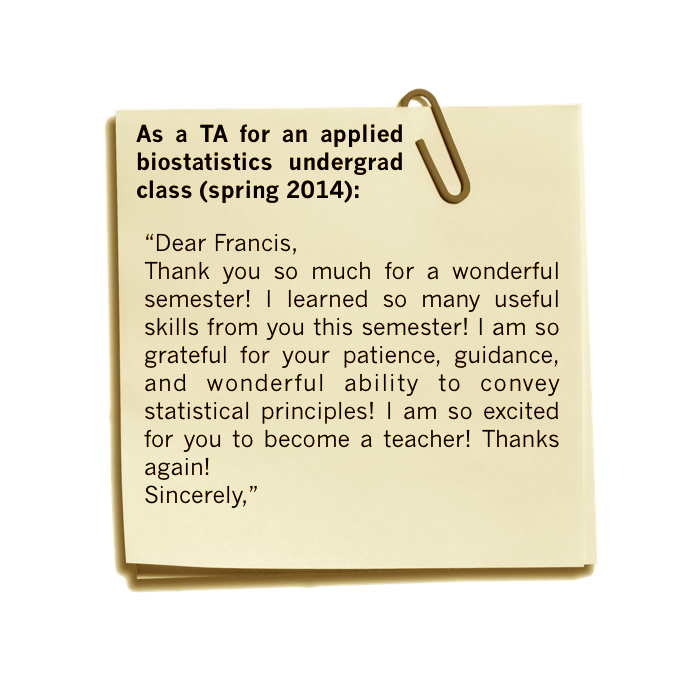 As a TA for an applied
biostatistics undergrad
class (spring 2014):
“Dear Francis,
Thank you so much for a wonderful
semester! I learned so many useful
skills from you this semester! I am so
grateful for your patience, guidance,
and wonderful ability to convey
statistical principles! I am so excited
for you to become a teacher! Thanks
again!
Sincerely,”